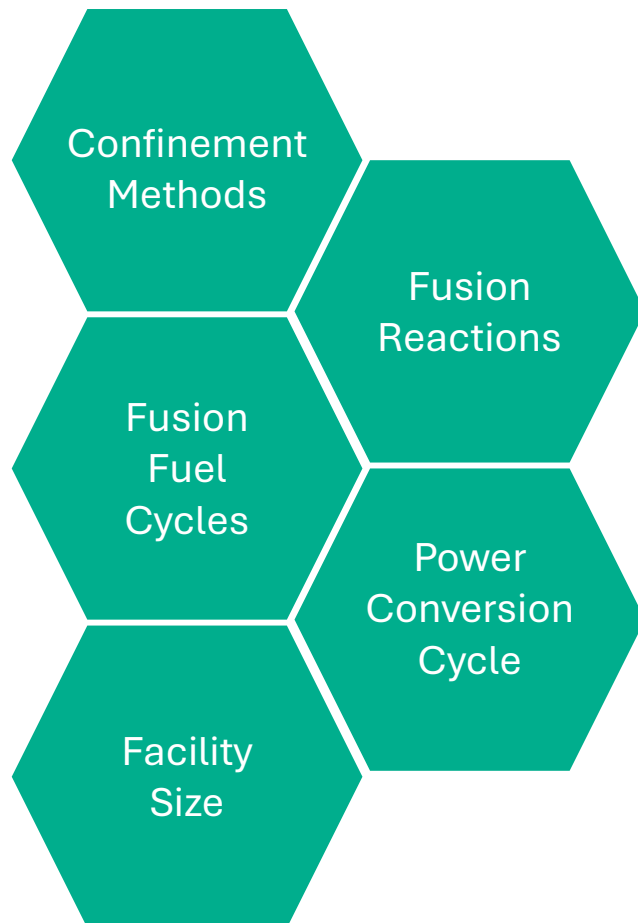 Confinement
Methods
Fusion
Reactions
Fusion
Fuel
Cycles
Power
Conversion
Cycle
Facility
Size